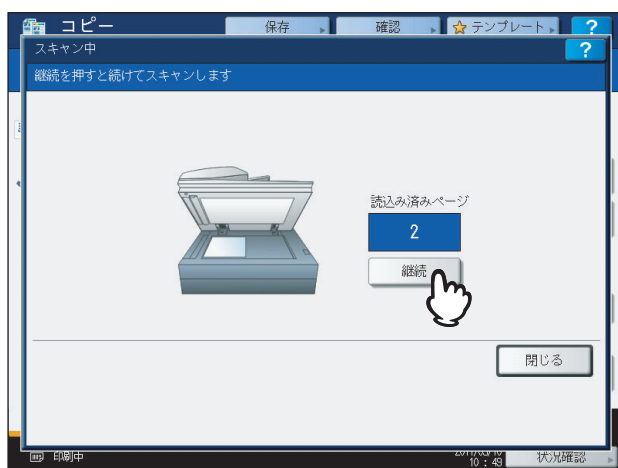 コピー 保存 確認 テンプレート ?
スキャン中 ?
継続を押すと続けてスキャンします
読込み済みページ
2
継続
閉じる
印刷中 10:49 状況確認